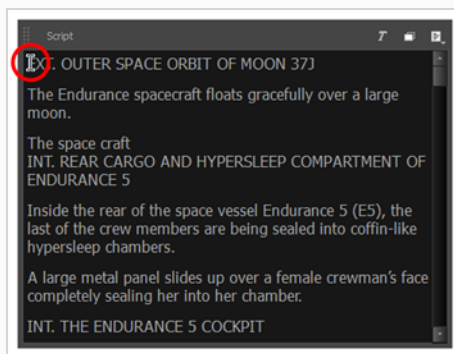 Script T
EXT. OUTER SPACE ORBIT OF MOON 37J
The Endurance spacecraft floats gracefully over a large
moon.
The space craft
INT. REAR CARGO AND HYPERSLEEP COMPARTMENT OF
ENDURANCE 5
Inside the rear of the space vessel Endurance 5 (E5), the
last of the crew members are being sealed into coffin-like
hypersleep chambers.
A large metal panel slides up over a female crewman's face
completely sealing her into her chamber.
INT. THE ENDURANCE 5 COCKPIT